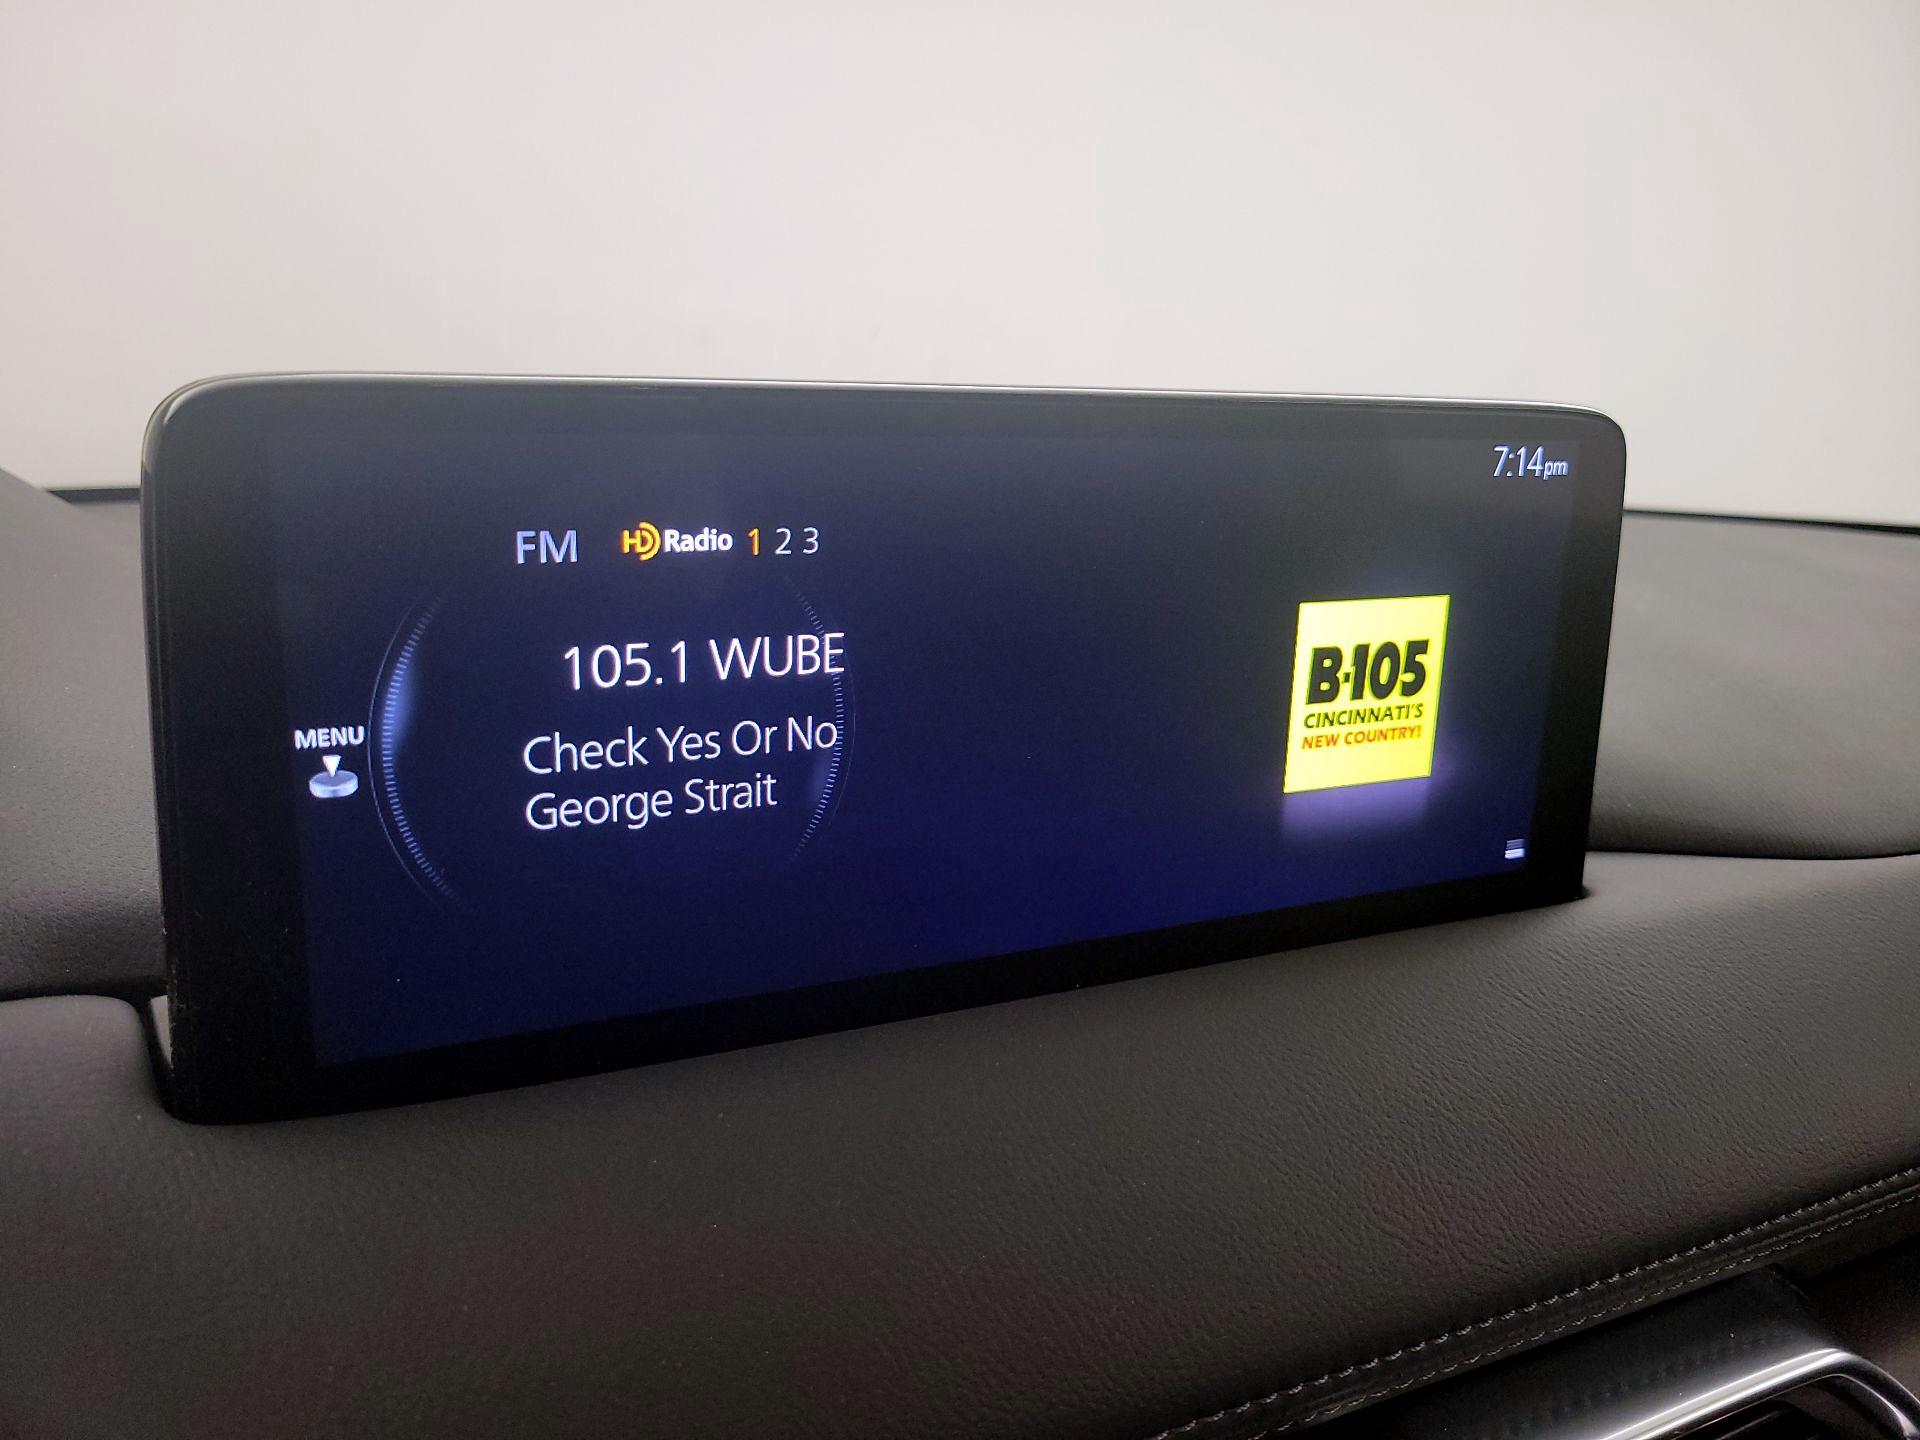 7:14pm
FM HD Radio 1 2 3
105.1 WUBE
Check Yes Or No
George Strait
MENU
B-105
CINCINNATI'S
NEW COUNTRY!